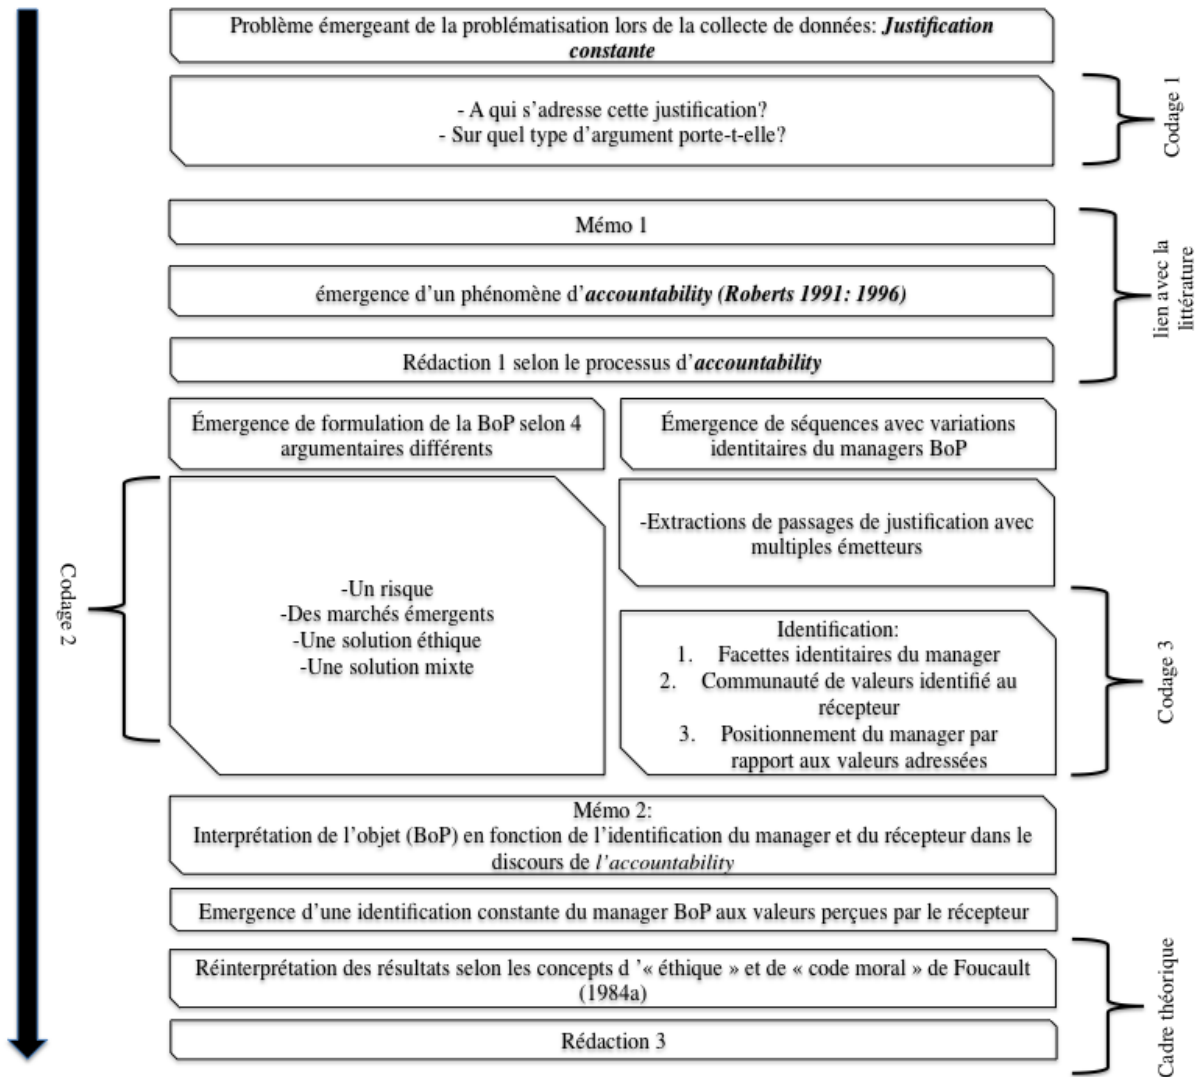 Problème émergeant de la problématisation lors de la collecte de données: Justification
constante
- A qui s’adresse cette justification?
- Sur quel type d’argument porte-t-elle?
Codage 1
Mémo 1
émergence d’un phénomène d’accountability (Roberts 1991: 1996)
Rédaction 1 selon le processus d’accountability
lien avec la
littérature
Émergence de formulation de la BoP selon 4
argumentaires différents
Émergence de séquences avec variations
identitaires du managers BoP
Codage 2
-Un risque
-Des marchés émergents
-Une solution éthique
-Une solution mixte
-Extractions de passages de justification avec
multiples émetteurs
Identification:
1. Facettes identitaires du manager
2. Communauté de valeurs identifié au
récepteur
3. Positionnement du manager par
rapport aux valeurs adressées
Codage 3
Mémo 2:
Interprétation de l’objet (BoP) en fonction de l’identification du manager et du récepteur dans le
discours de l’accountability
Emergence d’une identification constante du manager BoP aux valeurs perçues par le récepteur
Réinterprétation des résultats selon les concepts d ’« éthique » et de « code moral » de Foucault
(1984a)
Rédaction 3
Cadre théorique